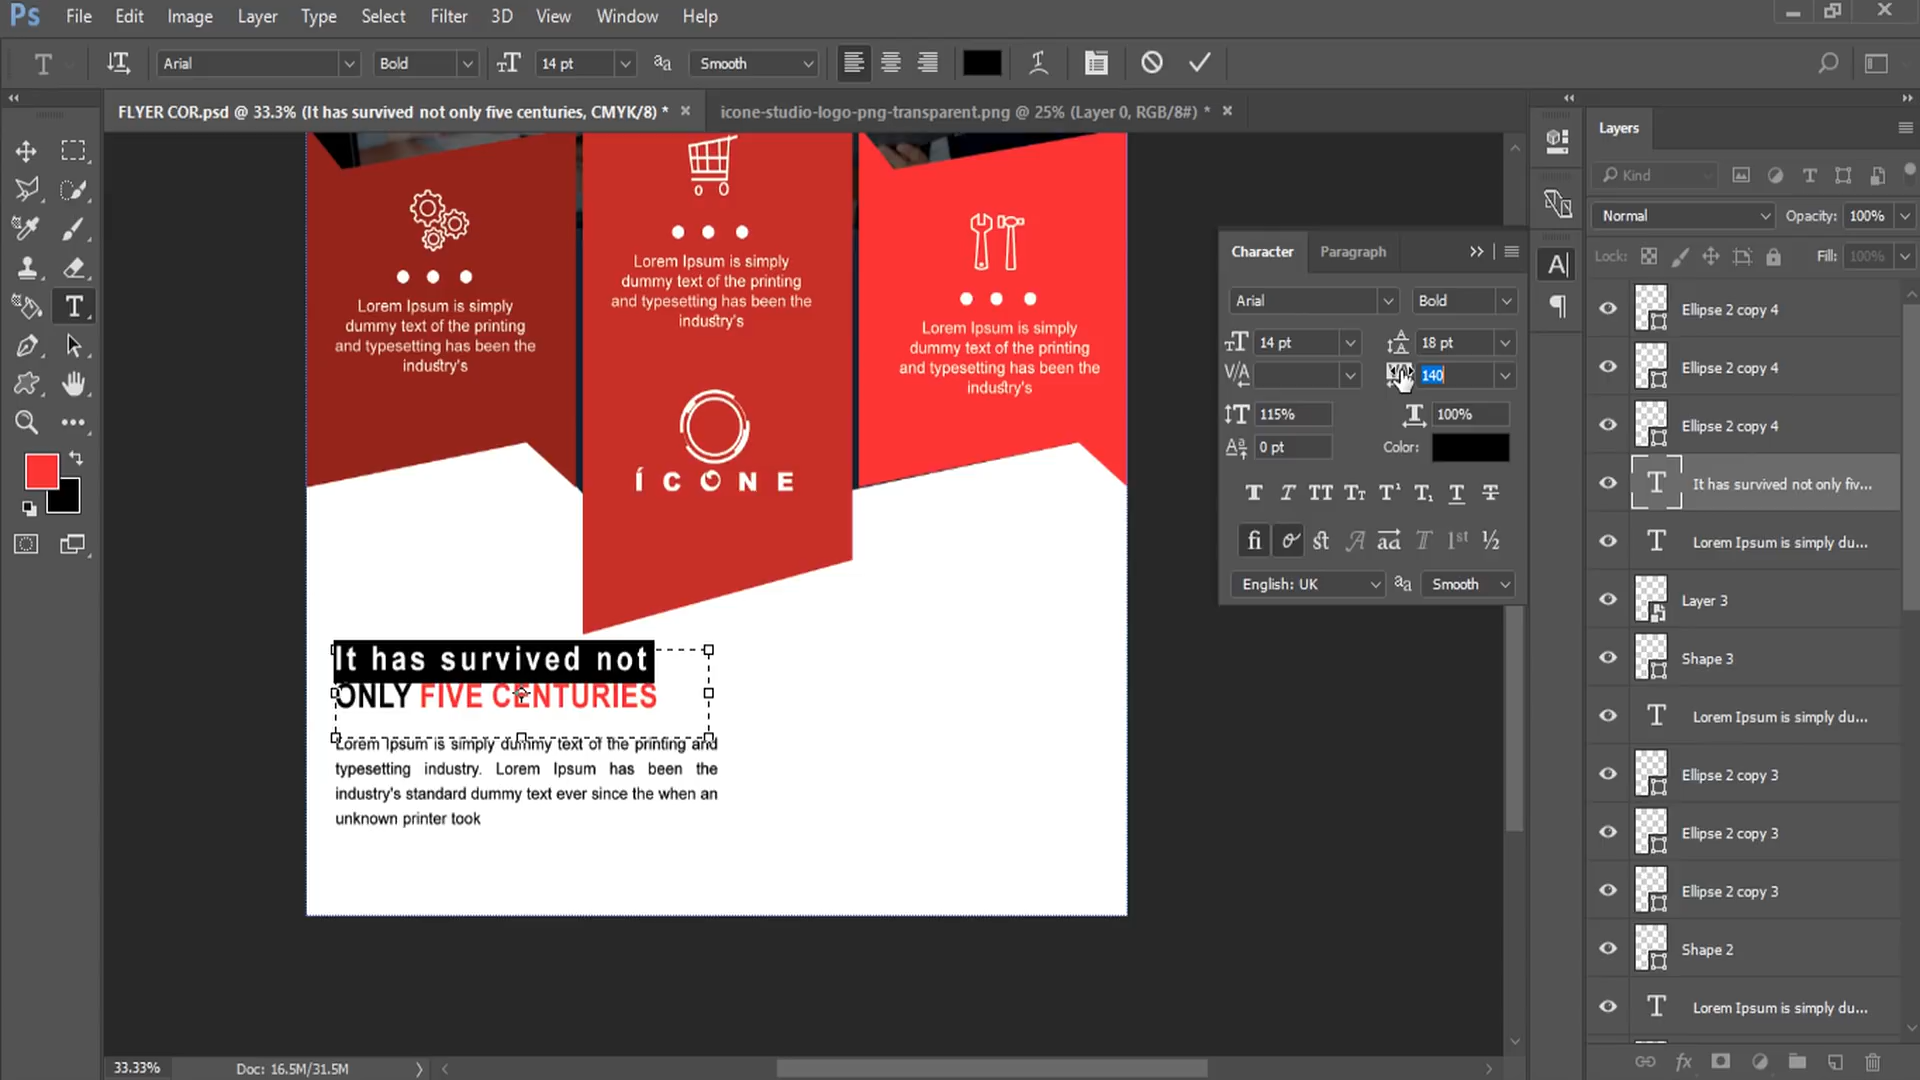 Ps File Edit Image Layer Type Select Filter 3D View Window Help
Arial Bold 14 pt Smooth
FLYER COR.psd @ 33.3% (It has survived not only five centuries, CMYK/8) *
icone-studio-logo-png-transparent.png @ 25% (Layer 0, RGB/8#) *
Lorem Ipsum is simply
dummy text of the printing
and typesetting has been the
industry's
Lorem Ipsum is simply
dummy text of the printing
and typesetting has been the
industry's
Lorem Ipsum is simply
dummy text of the printing
and typesetting has been the
industry's
ÍCONE
It has survived not
ONLY FIVE CENTURIES
Lorem Ipsum is simply dummy text of the printing and
typesetting industry. Lorem Ipsum has been the
industry's standard dummy text ever since the when an
unknown printer took
Character Paragraph
Arial Bold
14 pt 18 pt
V/A 140
115% 100%
0 pt Color:
English: UK Smooth
Layers
Kind
Normal Opacity: 100%
Lock: Fill: 100%
Ellipse 2 copy 4
Ellipse 2 copy 4
Ellipse 2 copy 4
It has survived not only fiv...
Lorem Ipsum is simply du...
Layer 3
Shape 3
Lorem Ipsum is simply du...
Ellipse 2 copy 3
Ellipse 2 copy 3
Ellipse 2 copy 3
Shape 2
Lorem Ipsum is simply du...
33.33% Doc: 16.5M/31.5M